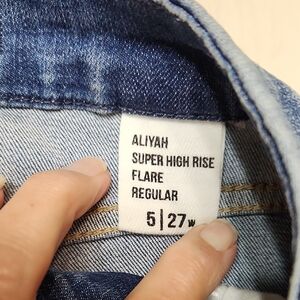 ALIYAH
SUPER HIGH RISE
FLARE
REGULAR
5|27W